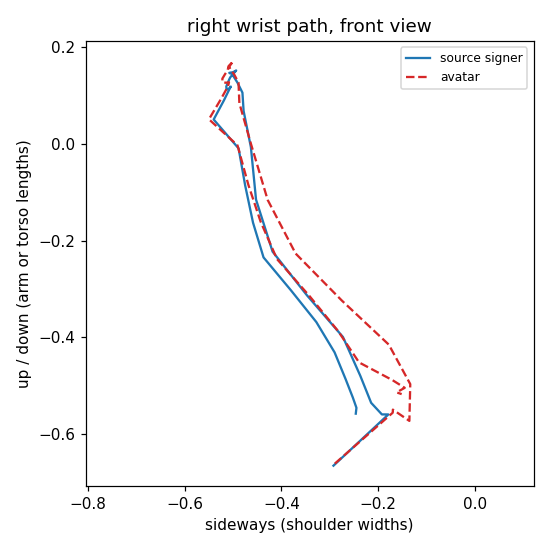 right wrist path, front view
source signer
avatar
up / down (arm or torso lengths)
0.2
0.0
−0.2
−0.4
−0.6
−0.8 −0.6 −0.4 −0.2 0.0
sideways (shoulder widths)